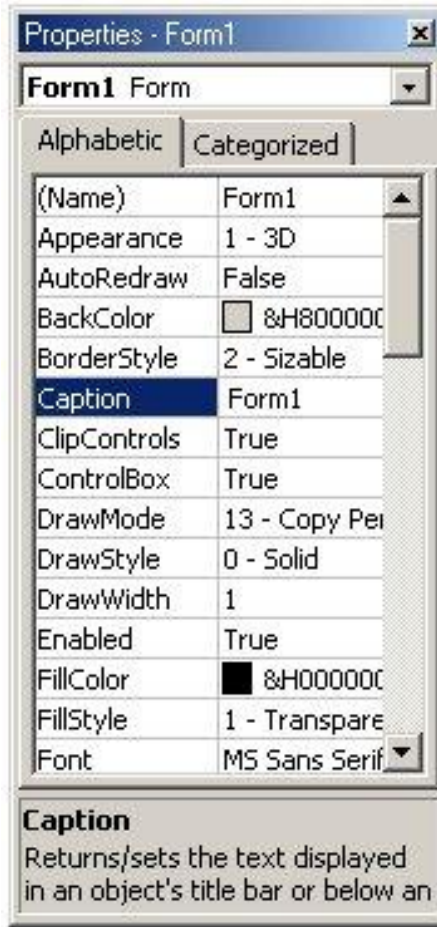 Properties - Form1
Form1 Form
Alphabetic Categorized
(Name) Form1
Appearance 1 - 3D
AutoRedraw False
BackColor &H800000
BorderStyle 2 - Sizable
Caption Form1
ClipControls True
ControlBox True
DrawMode 13 - Copy Pe
DrawStyle 0 - Solid
DrawWidth 1
Enabled True
FillColor &H000000
FillStyle 1 - Transpare
Font MS Sans Serif
Caption
Returns/sets the text displayed
in an object's title bar or below an